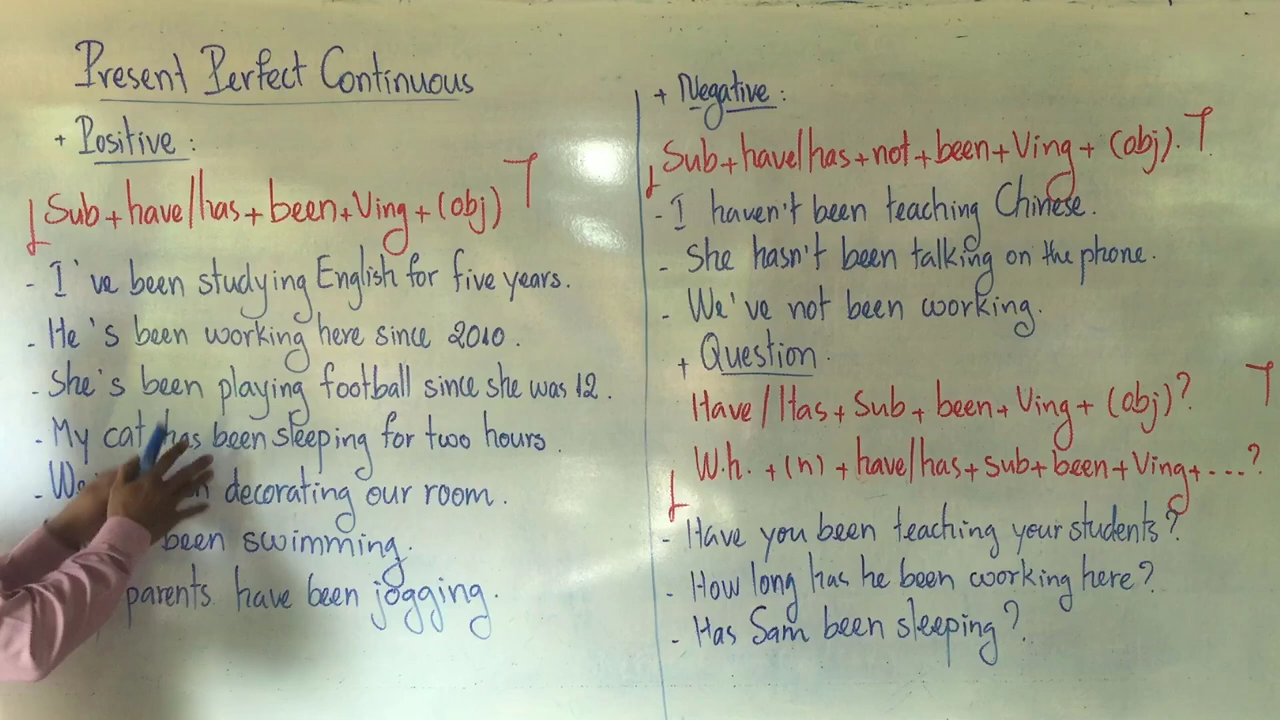 Present Perfect Continuous
+ Positive :
Sub + have/has + been + Ving + (obj)
- I 've been studying English for five years.
- He 's been working here since 2010.
- She's been playing football since she was 12.
- My cat has been sleeping for two hours.
- decorating our room.
been swimming.
parents have been jogging.
+ Negative :
Sub + have/has + not + been + Ving + (obj).
- I haven't been teaching Chinese.
- She hasn't been talking on the phone.
- We've not been working.
+ Question.
Have / Has + Sub + been + Ving + (obj)?
W.h. + (n) + have/has + sub + been + Ving + ...?
- Have you been teaching your students?
- How long has he been working here?
- Has Sam been sleeping?